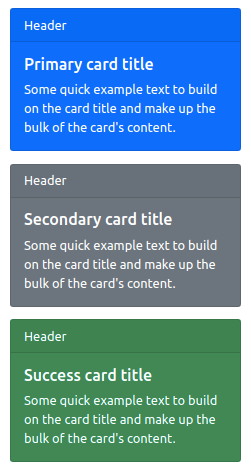 Header
Primary card title
Some quick example text to build
on the card title and make up the
bulk of the card's content.
Header
Secondary card title
Some quick example text to build
on the card title and make up the
bulk of the card's content.
Header
Success card title
Some quick example text to build
on the card title and make up the
bulk of the card's content.